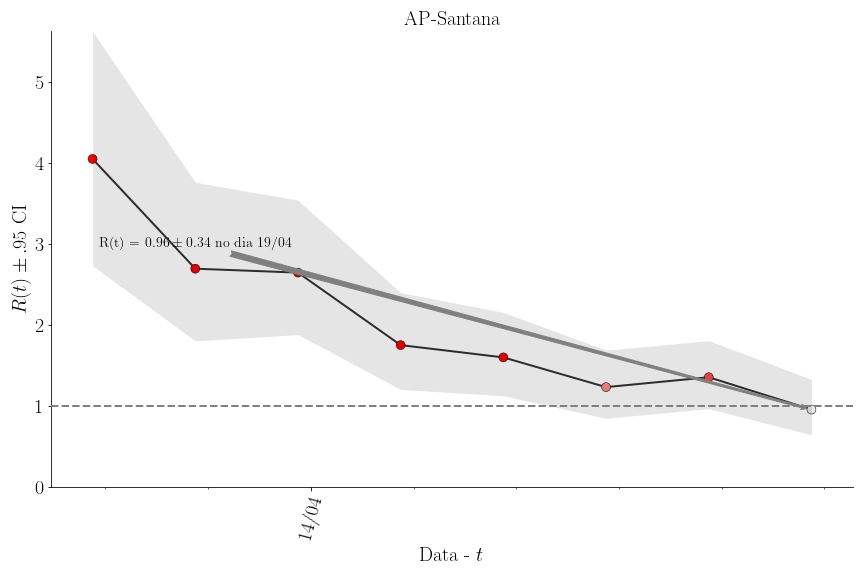 AP-Santana
R(t) ± .95 CI
5
4
3
2
1
0
R(t) = 0.96 ± 0.34 no dia 19/04
14/04
Data - t